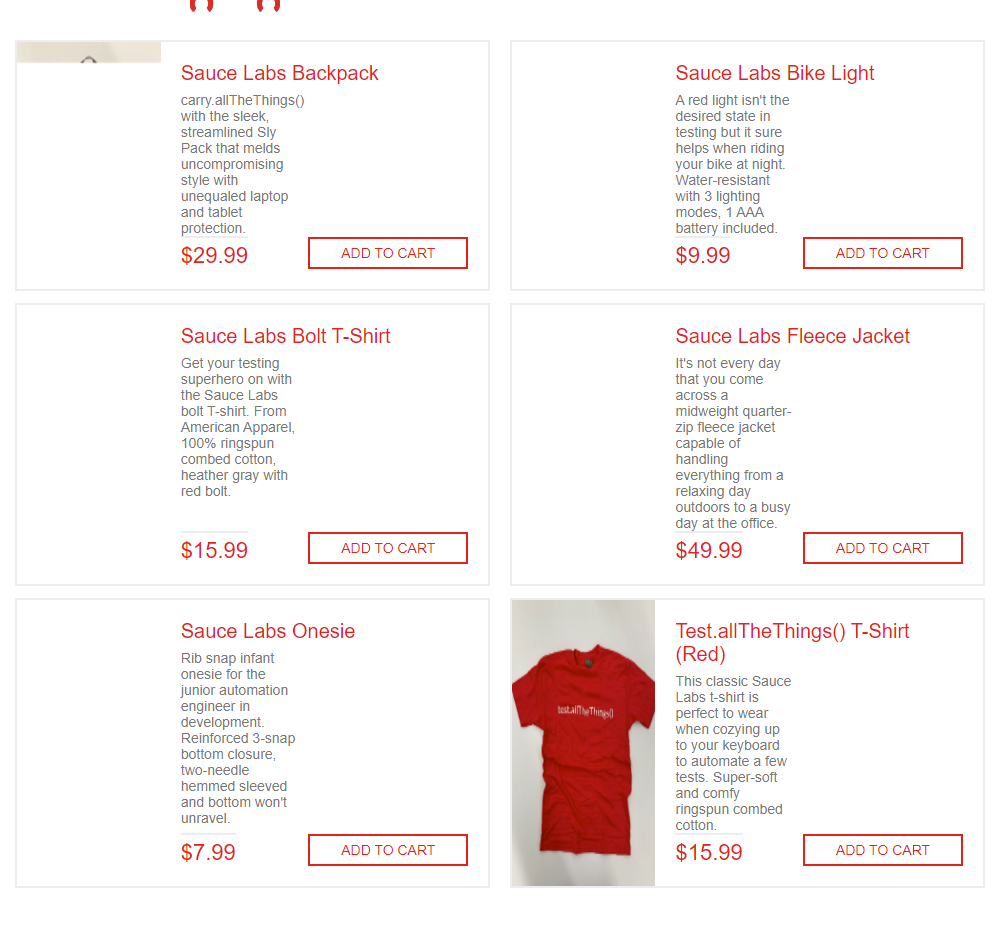 Sauce Labs Backpack
carry.allTheThings()
with the sleek,
streamlined Sly
Pack that melds
uncompromising
style with
unequaled laptop
and tablet
protection.
$29.99
ADD TO CART
Sauce Labs Bike Light
A red light isn't the
desired state in
testing but it sure
helps when riding
your bike at night.
Water-resistant
with 3 lighting
modes, 1 AAA
battery included.
$9.99
ADD TO CART
Sauce Labs Bolt T-Shirt
Get your testing
superhero on with
the Sauce Labs
bolt T-shirt. From
American Apparel,
100% ringspun
combed cotton,
heather gray with
red bolt.
$15.99
ADD TO CART
Sauce Labs Fleece Jacket
It's not every day
that you come
across a
midweight quarter-
zip fleece jacket
capable of
handling
everything from a
relaxing day
outdoors to a busy
day at the office.
$49.99
ADD TO CART
Sauce Labs Onesie
Rib snap infant
onesie for the
junior automation
engineer in
development.
Reinforced 3-snap
bottom closure,
two-needle
hemmed sleeved
and bottom won't
unravel.
$7.99
ADD TO CART
test.allTheThings()
Test.allTheThings() T-Shirt
(Red)
This classic Sauce
Labs t-shirt is
perfect to wear
when cozying up
to your keyboard
to automate a few
tests. Super-soft
and comfy
ringspun combed
cotton.
$15.99
ADD TO CART